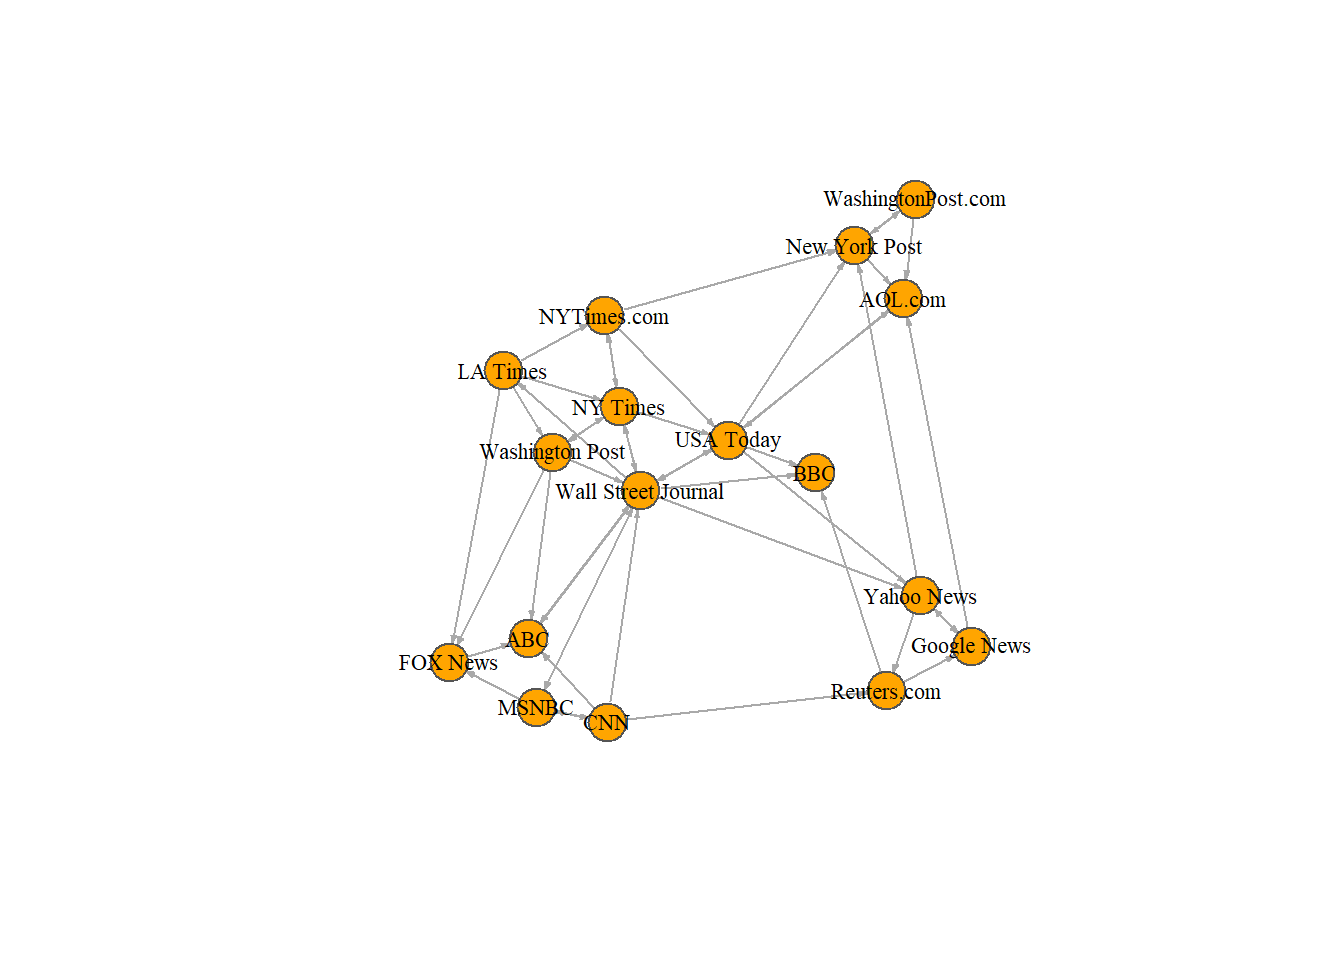 WashingtonPost.com
New York Post
AOL.com
NYTimes.com
LA Times
NY Times
USA Today
Washington Post
BBC
Wall Street Journal
Yahoo News
ABC
Google News
FOX News
Reuters.com
MSNBC
CNN